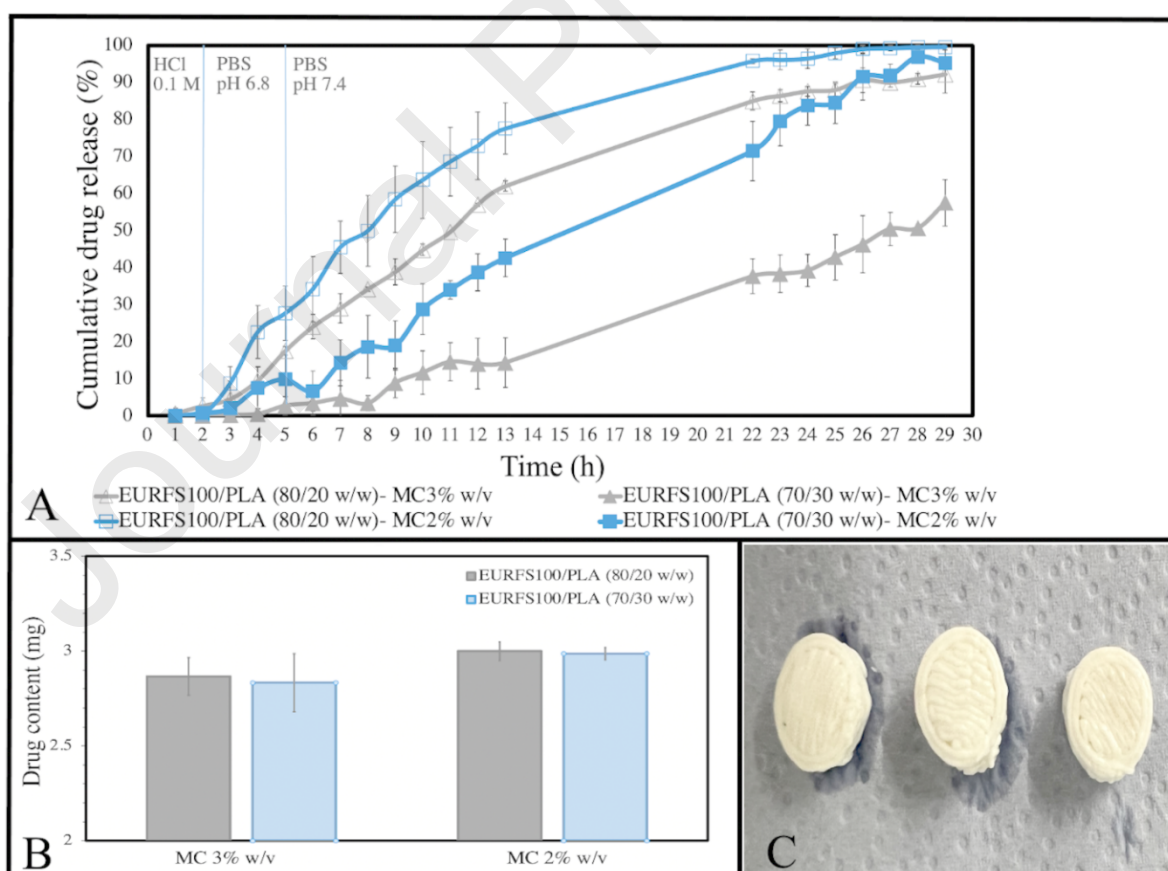 Journal P
100
90
80
70
60
50
40
30
20
10
0
Cumulative drug release (%)
HCl
0.1 M
PBS
pH 6.8
PBS
pH 7.4
0 1 2 3 4 5 6 7 8 9 10 11 12 13 14 15 16 17 18 19 20 21 22 23 24 25 26 27 28 29 30
Time (h)
A
EURFS100/PLA (80/20 w/w)- MC3% w/v
EURFS100/PLA (70/30 w/w)- MC3% w/v
EURFS100/PLA (80/20 w/w)- MC2% w/v
EURFS100/PLA (70/30 w/w)- MC2% w/v
3.5
3
2.5
2
Drug content (mg)
EURFS100/PLA (80/20 w/w)
EURFS100/PLA (70/30 w/w)
MC 3% w/v
MC 2% w/v
B
C